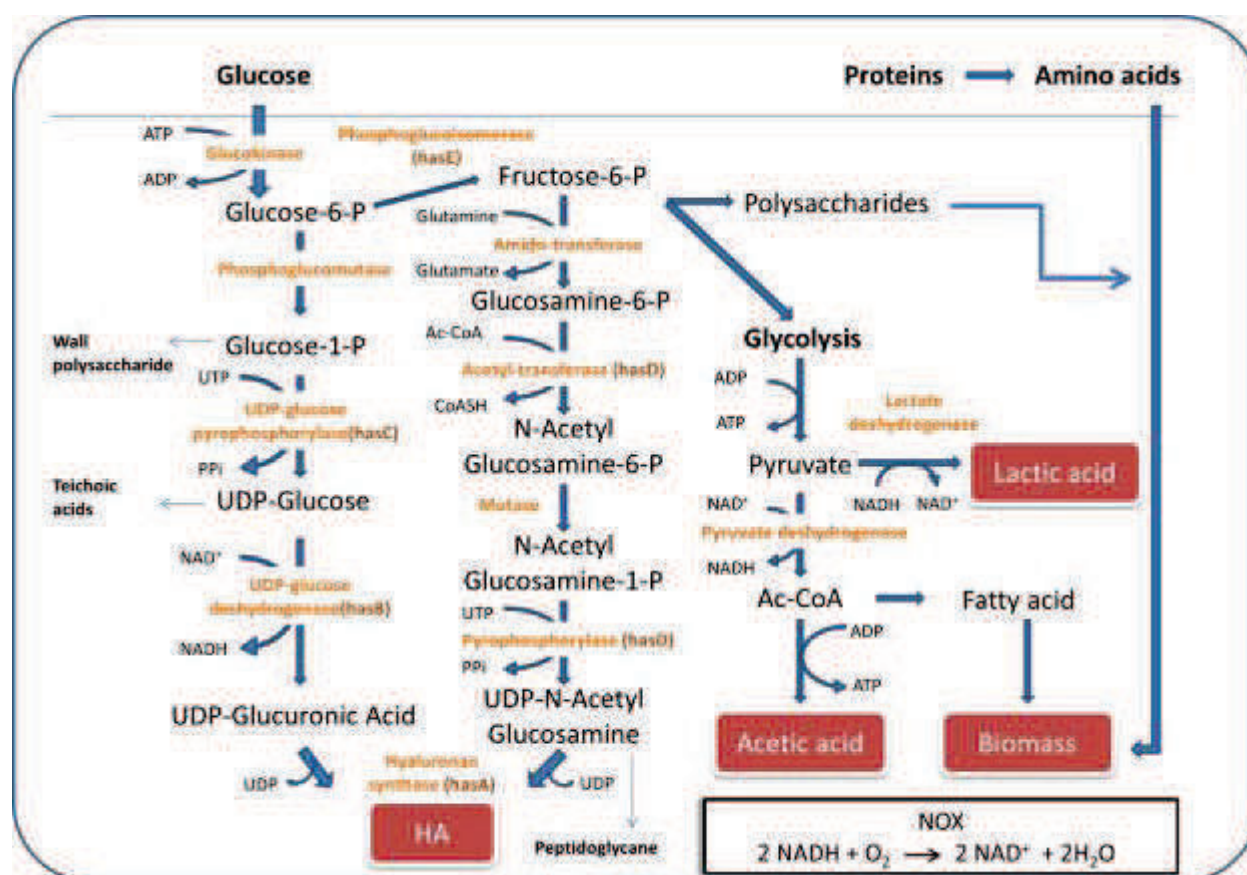 Glucose
Proteins
Amino acids
ATP
Glucokinase
ADP
Phosphogluoisomerase
(hasE)
Glucose-6-P
Fructose-6-P
Polysaccharides
Phosphoglucomutase
Glutamine
Amido-transferase
Glutamate
Glucosamine-6-P
Wall
polysaccharide
Glucose-1-P
UTP
UDP-glucose
pyrophosphorylase(hasC)
PPi
Ac-CoA
Acetyl-transferase (hasD)
CoASH
N-Acetyl
Glucosamine-6-P
Glycolysis
ADP
ATP
Lactate
deshydrogenase
Pyruvate
NADH
NAD⁺
Lactic acid
Teichoic
acids
UDP-Glucose
NAD⁺
UDP-glucose
deshydrogenase(hasB)
NADH
Mutase
N-Acetyl
Glucosamine-1-P
UTP
Pyrophosphorylase (hasD)
PPi
NAD⁺
Pyruvate deshydrogenase
NADH
Ac-CoA
Fatty acid
ADP
ATP
UDP-Glucuronic Acid
UDP-N-Acetyl
Glucosamine
Acetic acid
Biomass
UDP
Hyaluronan
synthase (hasA)
UDP
HA
Peptidoglycane
NOX
2 NADH + O₂ → 2 NAD⁺ + 2H₂O